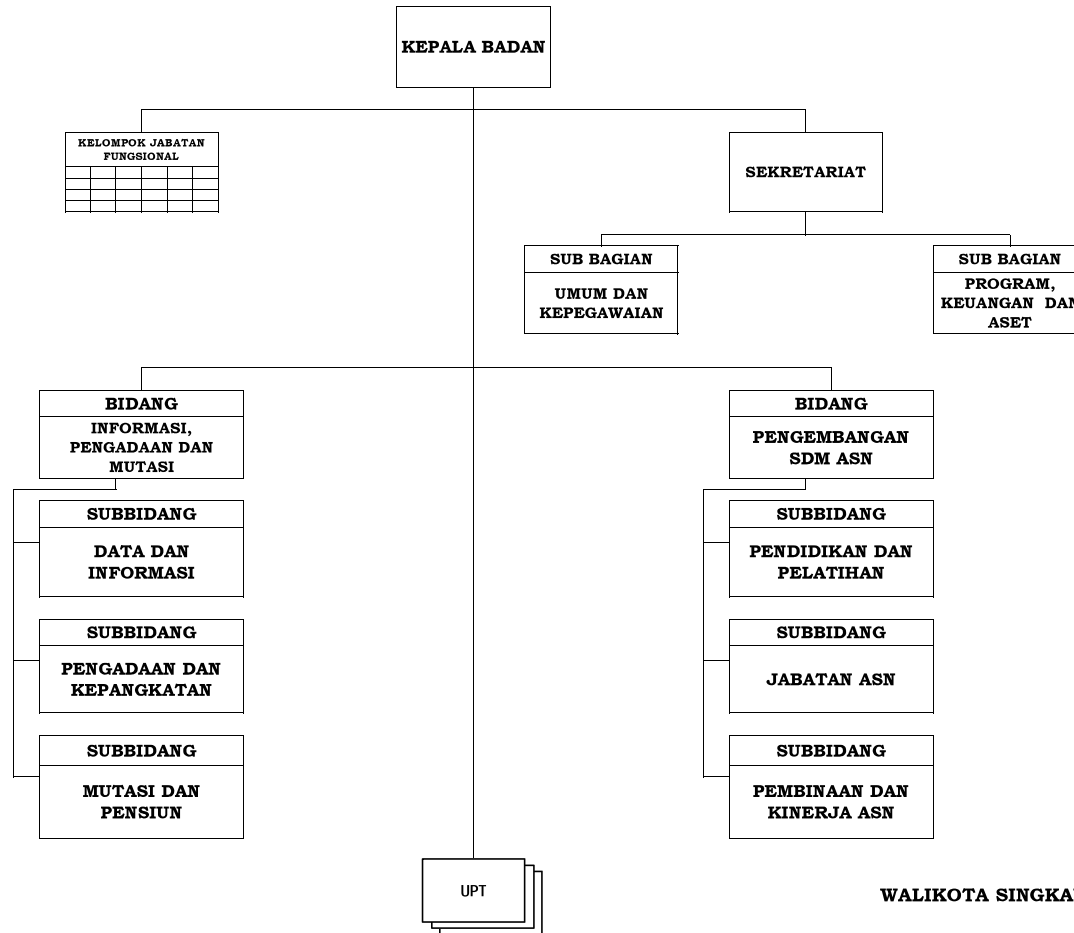 KEPALA BADAN
KELOMPOK JABATAN
FUNGSIONAL
SEKRETARIAT
SUB BAGIAN
UMUM DAN
KEPEGAWAIAN
SUB BAGIAN
PROGRAM,
KEUANGAN DAN
ASET
BIDANG
INFORMASI,
PENGADAAN DAN
MUTASI
SUBBIDANG
DATA DAN
INFORMASI
SUBBIDANG
PENGADAAN DAN
KEPANGKATAN
SUBBIDANG
MUTASI DAN
PENSIUN
BIDANG
PENGEMBANGAN
SDM ASN
SUBBIDANG
PENDIDIKAN DAN
PELATIHAN
SUBBIDANG
JABATAN ASN
SUBBIDANG
PEMBINAAN DAN
KINERJA ASN
UPT
WALIKOTA